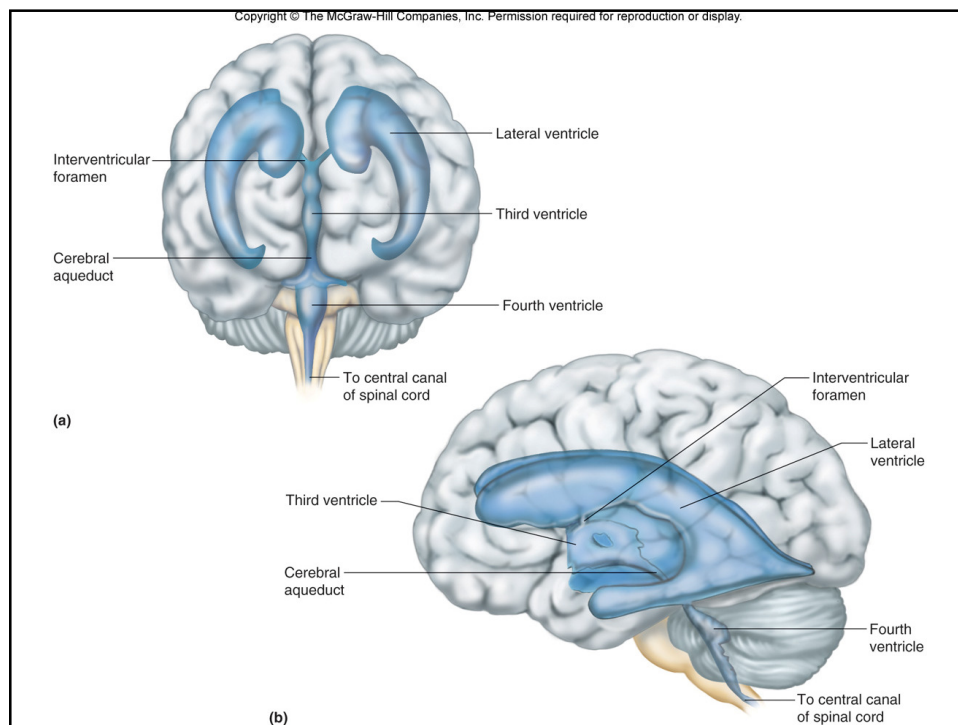 Copyright © The McGraw-Hill Companies, Inc. Permission required for reproduction or display.
Lateral ventricle
Interventricular
foramen
Third ventricle
Cerebral
aqueduct
Fourth ventricle
To central canal
of spinal cord
(a)
Interventricular
foramen
Lateral
ventricle
Third ventricle
Cerebral
aqueduct
Fourth
ventricle
To central canal
of spinal cord
(b)